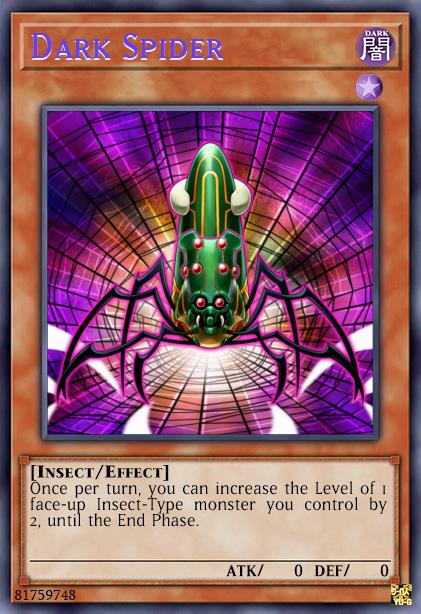 Dark Spider
DARK
闇
[Insect/Effect]
Once per turn, you can increase the Level of 1
face-up Insect-Type monster you control by
2, until the End Phase.
ATK/ 0 DEF/ 0
81759748